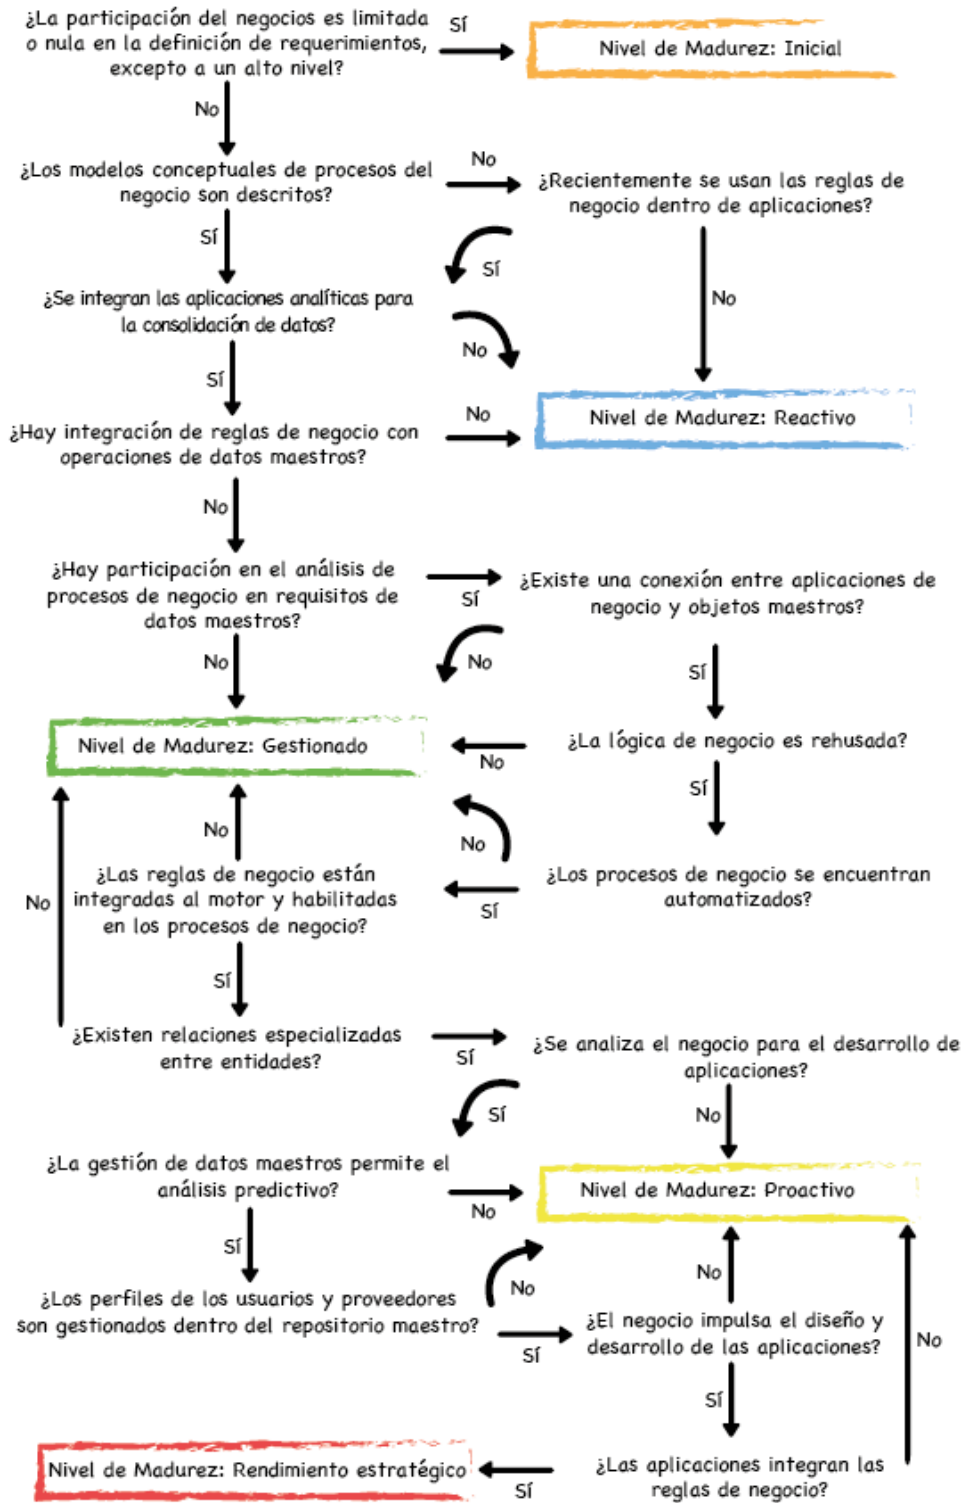 ¿La participación del negocios es limitada
o nula en la definición de requerimientos,
excepto a un alto nivel?
Sí
Nivel de Madurez: Inicial
No
¿Los modelos conceptuales de procesos del
negocio son descritos?
No
¿Recientemente se usan las reglas de
negocio dentro de aplicaciones?
Sí
Sí
No
¿Se integran las aplicaciones analíticas para
la consolidación de datos?
No
Sí
Nivel de Madurez: Reactivo
¿Hay integración de reglas de negocio con
operaciones de datos maestros?
No
No
¿Hay participación en el análisis de
procesos de negocio en requisitos de
datos maestros?
Sí
¿Existe una conexión entre aplicaciones de
negocio y objetos maestros?
No
No
Sí
Nivel de Madurez: Gestionado
No
¿La lógica de negocio es rehusada?
Sí
No
No
¿Las reglas de negocio están
integradas al motor y habilitadas
en los procesos de negocio?
Sí
¿Los procesos de negocio se encuentran
automatizados?
No
Sí
¿Existen relaciones especializadas
entre entidades?
Sí
¿Se analiza el negocio para el desarrollo de
aplicaciones?
Sí
No
¿La gestión de datos maestros permite el
análisis predictivo?
No
Nivel de Madurez: Proactivo
Sí
No
No
¿Los perfiles de los usuarios y proveedores
son gestionados dentro del repositorio maestro?
Sí
¿El negocio impulsa el diseño y
desarrollo de las aplicaciones?
No
Sí
Nivel de Madurez: Rendimiento estratégico
Sí
¿Las aplicaciones integran las
reglas de negocio?